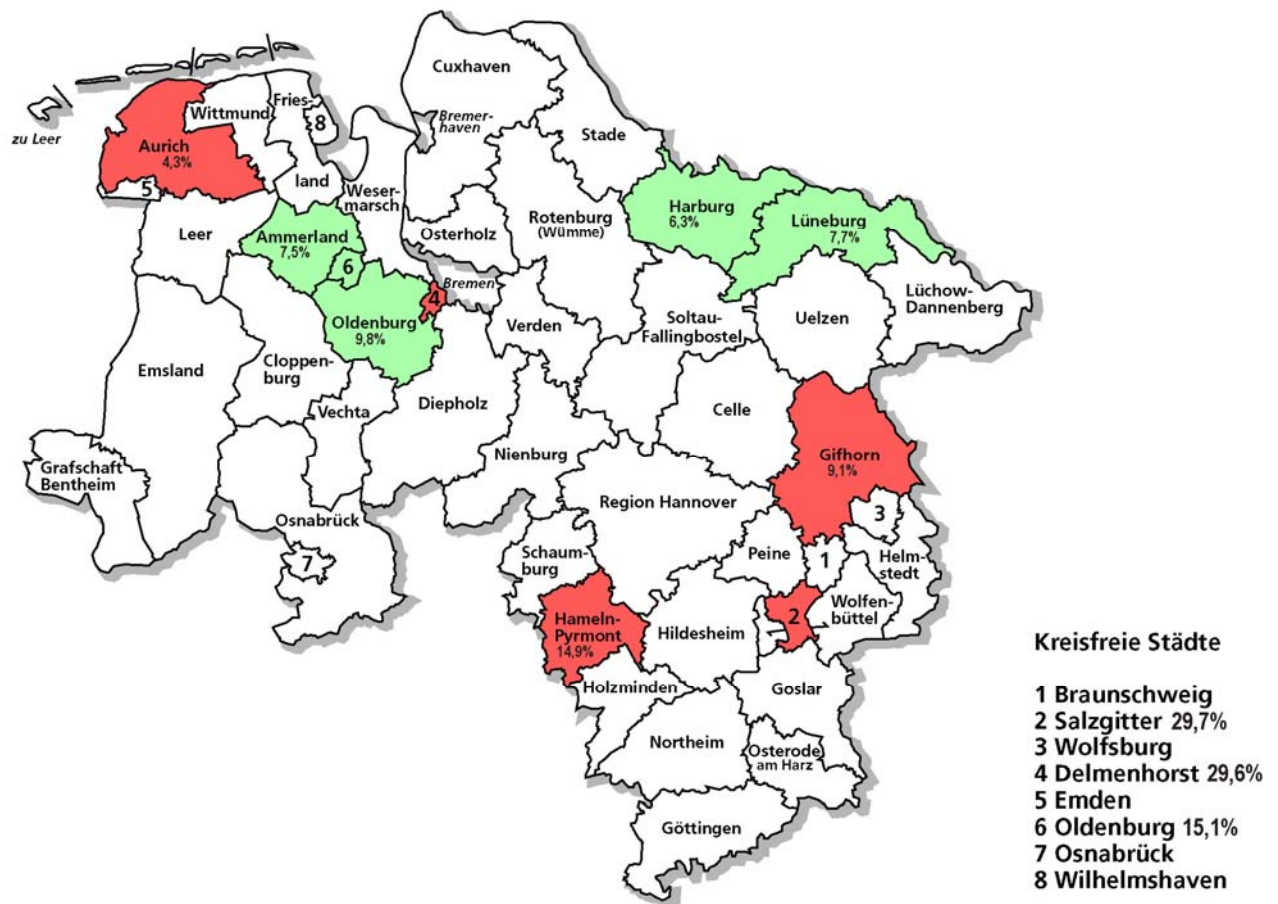 Cuxhaven
Fries-
Wittmund
8
Bremer-
haven
Stade
zu Leer
Aurich
4,3%
5
land
Weser-
marsch
Harburg
6,3%
Lüneburg
7,7%
Rotenburg
(Wümme)
Leer
Ammerland
7,5%
Osterholz
6
Bremen
4
Lüchow-
Dannenberg
Oldenburg
9,8%
Verden
Soltau-
Fallingbostel
Uelzen
Emsland
Cloppen-
burg
Vechta
Diepholz
Celle
Nienburg
Gifhorn
9,1%
Grafschaft
Bentheim
Region Hannover
3
Osnabrück
7
Schaum-
burg
Peine
1
Helm-
stedt
Hameln-
Pyrmont
14,9%
Hildesheim
2
Wolfen-
büttel
Holzminden
Goslar
Northeim
Osterode
am Harz
Göttingen
Kreisfreie Städte
1 Braunschweig
2 Salzgitter 29,7%
3 Wolfsburg
4 Delmenhorst 29,6%
5 Emden
6 Oldenburg 15,1%
7 Osnabrück
8 Wilhelmshaven